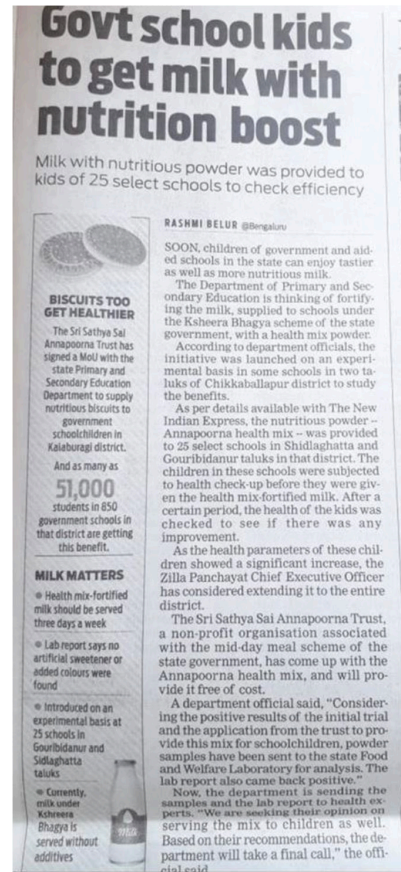 Govt school kids
to get milk with
nutrition boost
Milk with nutritious powder was provided to
kids of 25 select schools to check efficiency
BISCUITS TOO
GET HEALTHIER
The Sri Sathya Sai
Annapoorna Trust has
signed a MoU with the
state Primary and
Secondary Education
Department to supply
nutritious biscuits to
government
schoolchildren in
Kalaburagi district.
And as many as
51,000
students in 850
government schools in
that district are getting
this benefit.
MILK MATTERS
Health mix-fortified
milk should be served
three days a week
Lab report says no
artificial sweetener or
added colours were
found
Introduced on an
experimental basis at
25 schools in
Gouribidanur and
Sidlaghatta
taluks
Currently,
milk under
Kshreera
Bhagya is
served without
additives
Milk
RASHMI BELUR @Bengaluru
SOON, children of government and aid-
ed schools in the state can enjoy tastier
as well as more nutritious milk.
The Department of Primary and Sec-
ondary Education is thinking of fortify-
ing the milk, supplied to schools under
the Ksheera Bhagya scheme of the state
government, with a health mix powder.
According to department officials, the
initiative was launched on an experi-
mental basis in some schools in two ta-
luks of Chikkaballapur district to study
the benefits.
As per details available with The New
Indian Express, the nutritious powder –
Annapoorna health mix – was provided
to 25 select schools in Shidlaghatta and
Gouribidanur taluks in that district. The
children in these schools were subjected
to health check-up before they were giv-
en the health mix-fortified milk. After a
certain period, the health of the kids was
checked to see if there was any
improvement.
As the health parameters of these chil-
dren showed a significant increase, the
Zilla Panchayat Chief Executive Officer
has considered extending it to the entire
district.
The Sri Sathya Sai Annapoorna Trust,
a non-profit organisation associated
with the mid-day meal scheme of the
state government, has come up with the
Annapoorna health mix, and will pro-
vide it free of cost.
A department official said, “Consider-
ing the positive results of the initial trial
and the application from the trust to pro-
vide this mix for schoolchildren, powder
samples have been sent to the state Food
and Welfare Laboratory for analysis. The
lab report also came back positive.”
Now, the department is sending the
samples and the lab report to health ex-
perts. “We are seeking their opinion on
serving the mix to children as well.
Based on their recommendations, the de-
partment will take a final call,” the offi-
cial said